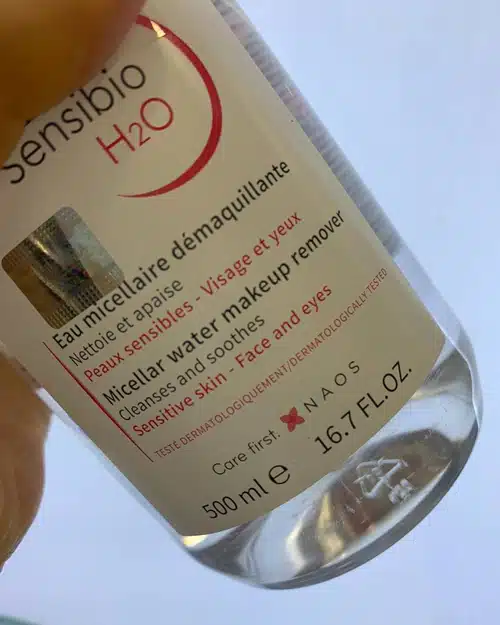 Sensibio
H2O
Eau micellaire démaquillante
Nettoie et apaise
Peaux sensibles - Visage et yeux
Micellar water makeup remover
Cleanses and soothes
Sensitive skin - Face and eyes
TESTÉ DERMATOLOGIQUEMENT/DERMATOLOGICALLY TESTED
Care first. NAOS
500 ml e 16.7 FL.OZ.